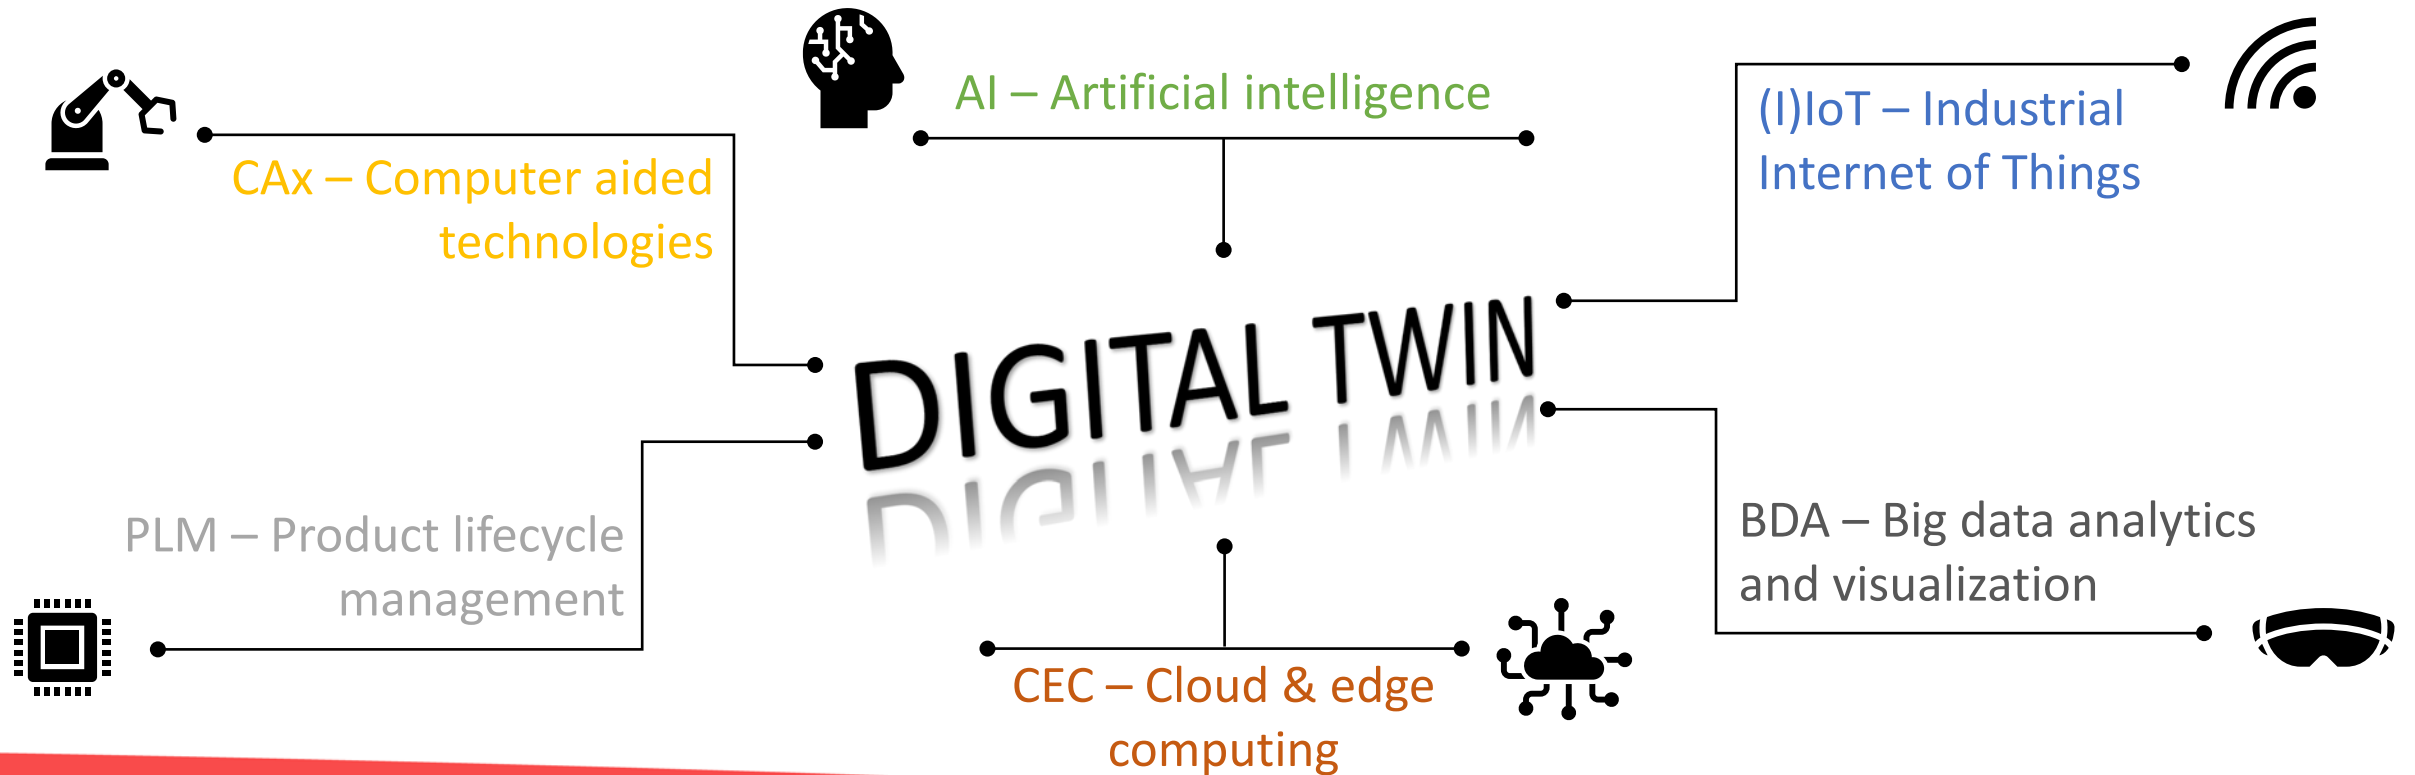 AI – Artificial intelligence
(I)IoT – Industrial
Internet of Things
CAx – Computer aided
technologies
DIGITAL TWIN
PLM – Product lifecycle
management
BDA – Big data analytics
and visualization
CEC – Cloud & edge
computing